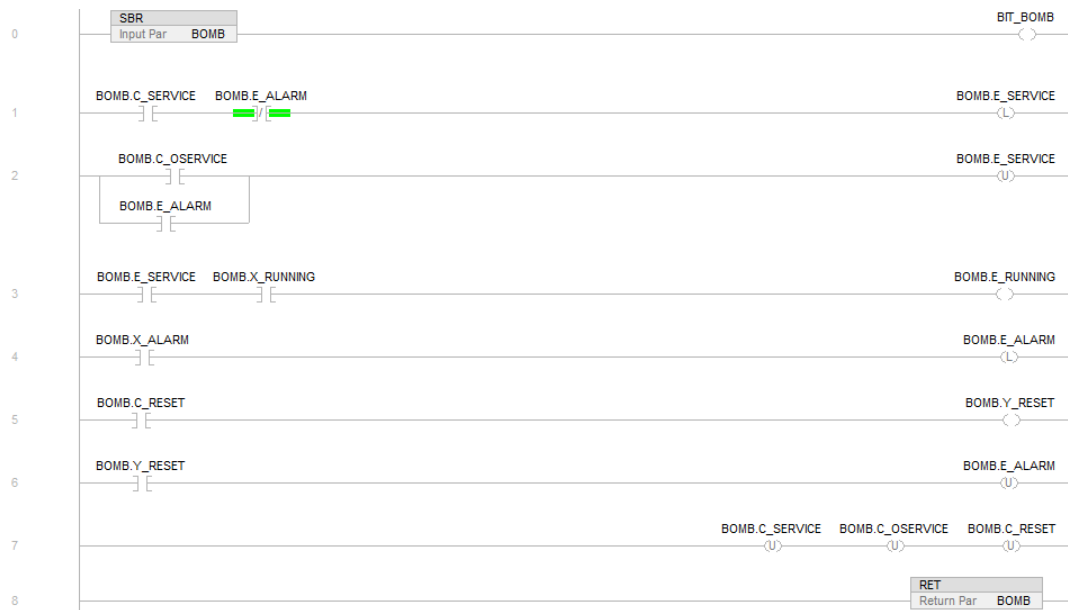 SBR
BIT_BOMB
0
Input Par BOMB
BOMB.C_SERVICE BOMB.E_ALARM BOMB.E_SERVICE
1
(L)
BOMB.C_OSERVICE BOMB.E_SERVICE
2
(U)
BOMB.E_ALARM
BOMB.E_SERVICE BOMB.X_RUNNING BOMB.E_RUNNING
3
BOMB.X_ALARM BOMB.E_ALARM
4
(L)
BOMB.C_RESET BOMB.Y_RESET
5
BOMB.Y_RESET BOMB.E_ALARM
6
(U)
BOMB.C_SERVICE BOMB.C_OSERVICE BOMB.C_RESET
7
(U) (U) (U)
RET
8
Return Par BOMB